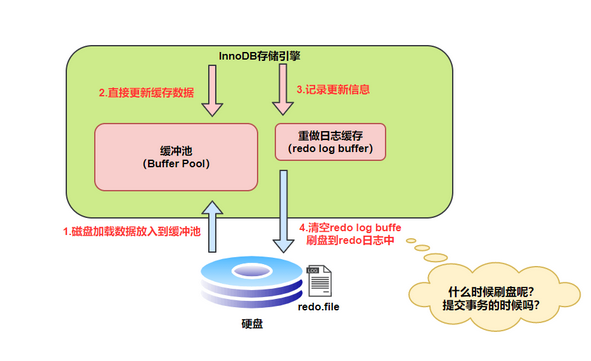 InnoDB存储引擎
2.直接更新缓存数据
3.记录更新信息
缓冲池
(Buffer Pool)
重做日志缓存
(redo log buffer)
1.磁盘加载数据放入到缓冲池
4.清空redo log buffe
刷盘到redo日志中
LOG
redo.file
硬盘
什么时候刷盘呢?
提交事务的时候吗?